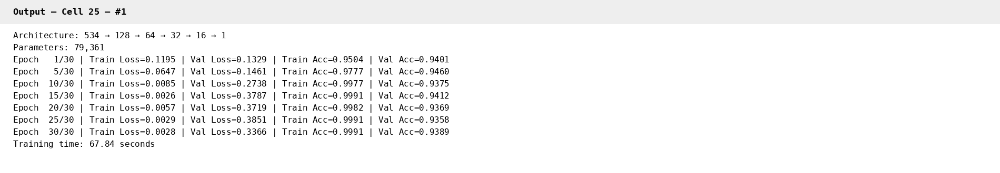 Output — Cell 25 — #1
Architecture: 534 → 128 → 64 → 32 → 16 → 1
Parameters: 79,361
Epoch   1/30 | Train Loss=0.1195 | Val Loss=0.1329 | Train Acc=0.9504 | Val Acc=0.9401
Epoch   5/30 | Train Loss=0.0647 | Val Loss=0.1461 | Train Acc=0.9777 | Val Acc=0.9460
Epoch  10/30 | Train Loss=0.0085 | Val Loss=0.2738 | Train Acc=0.9977 | Val Acc=0.9375
Epoch  15/30 | Train Loss=0.0026 | Val Loss=0.3787 | Train Acc=0.9991 | Val Acc=0.9412
Epoch  20/30 | Train Loss=0.0057 | Val Loss=0.3719 | Train Acc=0.9982 | Val Acc=0.9369
Epoch  25/30 | Train Loss=0.0029 | Val Loss=0.3851 | Train Acc=0.9991 | Val Acc=0.9358
Epoch  30/30 | Train Loss=0.0028 | Val Loss=0.3366 | Train Acc=0.9991 | Val Acc=0.9389
Training time: 67.84 seconds